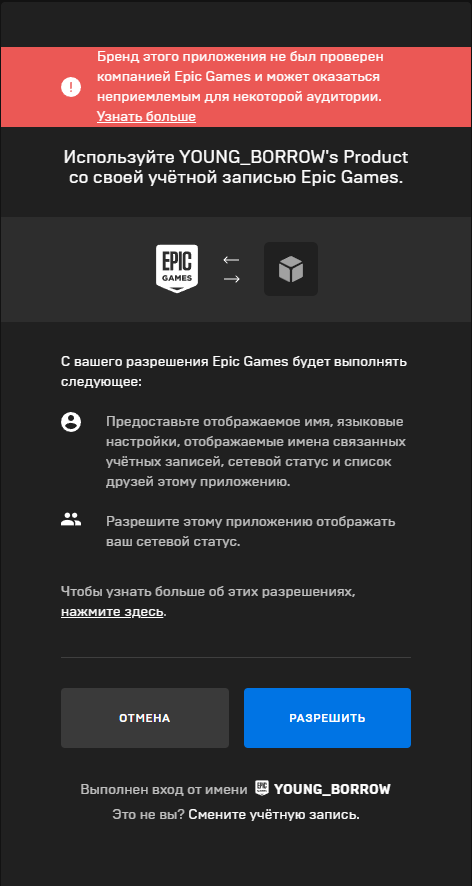 Бренд этого приложения не был проверен
компанией Epic Games и может оказаться
неприемлемым для некоторой аудитории.
Узнать больше
Используйте YOUNG_BORROW's Product
со своей учётной записью Epic Games.
EPIC
GAMES
С вашего разрешения Epic Games будет выполнять
следующее:
Предоставьте отображаемое имя, языковые
настройки, отображаемые имена связанных
учётных записей, сетевой статус и список
друзей этому приложению.
Разрешите этому приложению отображать
ваш сетевой статус.
Чтобы узнать больше об этих разрешениях,
нажмите здесь.
ОТМЕНА
РАЗРЕШИТЬ
Выполнен вход от имени EPIC GAMES YOUNG_BORROW
Это не вы? Смените учётную запись.